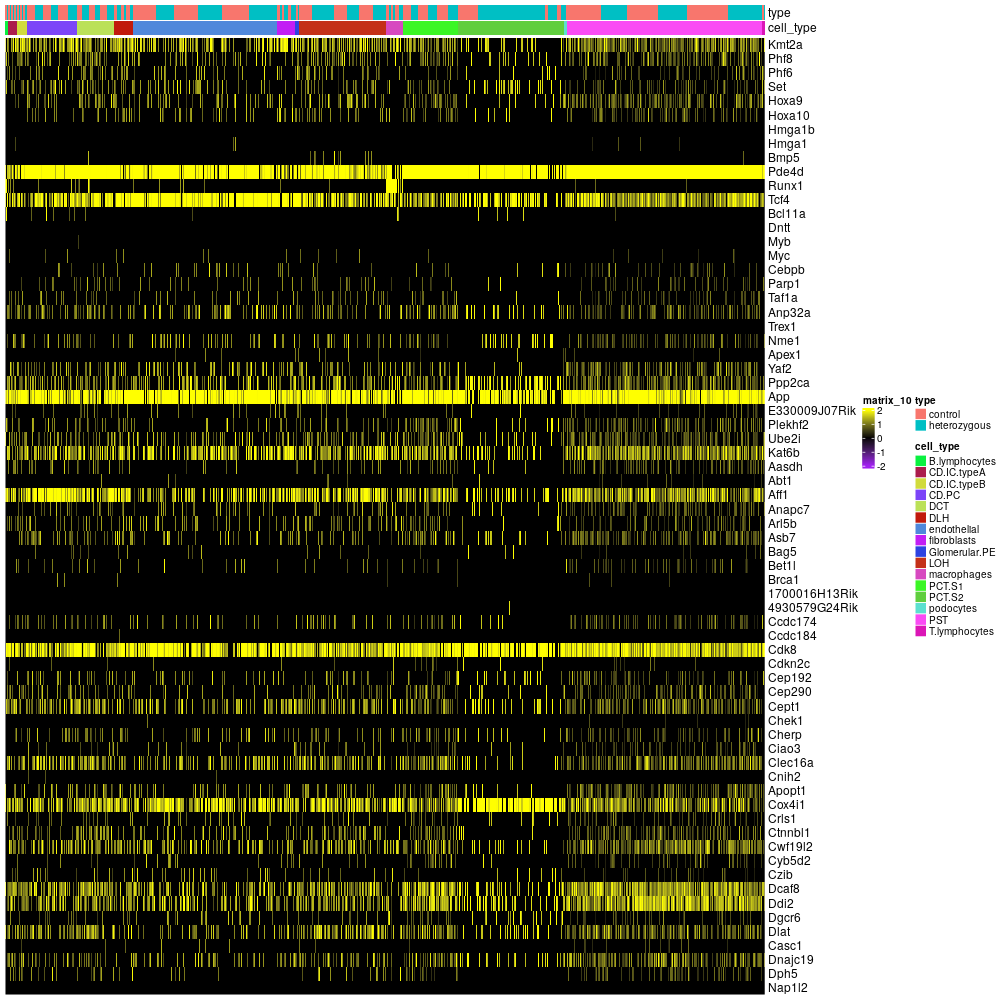 type
cell_type
Kmt2a
Phf8
Phf6
Set
Hoxa9
Hoxa10
Hmga1b
Hmga1
Bmp5
Pde4d
Runx1
Tcf4
Bcl11a
Dntt
Myb
Myc
Cebpb
Parp1
Taf1a
Anp32a
Trex1
Nme1
Apex1
Yaf2
Ppp2ca
App
E330009J07Rik
Plekhf2
Ube2i
Kat6b
Aasdh
Abt1
Aff1
Anapc7
Arl5b
Asb7
Bag5
Bet1l
Brca1
1700016H13Rik
4930579G24Rik
Ccdc174
Ccdc184
Cdk8
Cdkn2c
Cep192
Cep290
Cept1
Chek1
Cherp
Ciao3
Clec16a
Cnih2
Apopt1
Cox4i1
Crls1
Ctnnbl1
Cwf19l2
Cyb5d2
Czib
Dcaf8
Ddi2
Dgcr6
Dlat
Casc1
Dnajc19
Dph5
Nap1l2
matrix_10
2
1
0
-1
-2
type
control
heterozygous
cell_type
B.lymphocytes
CD.IC.typeA
CD.IC.typeB
CD.PC
DCT
DLH
endothelial
fibroblasts
Glomerular.PE
LOH
macrophages
PCT.S1
PCT.S2
podocytes
PST
T.lymphocytes